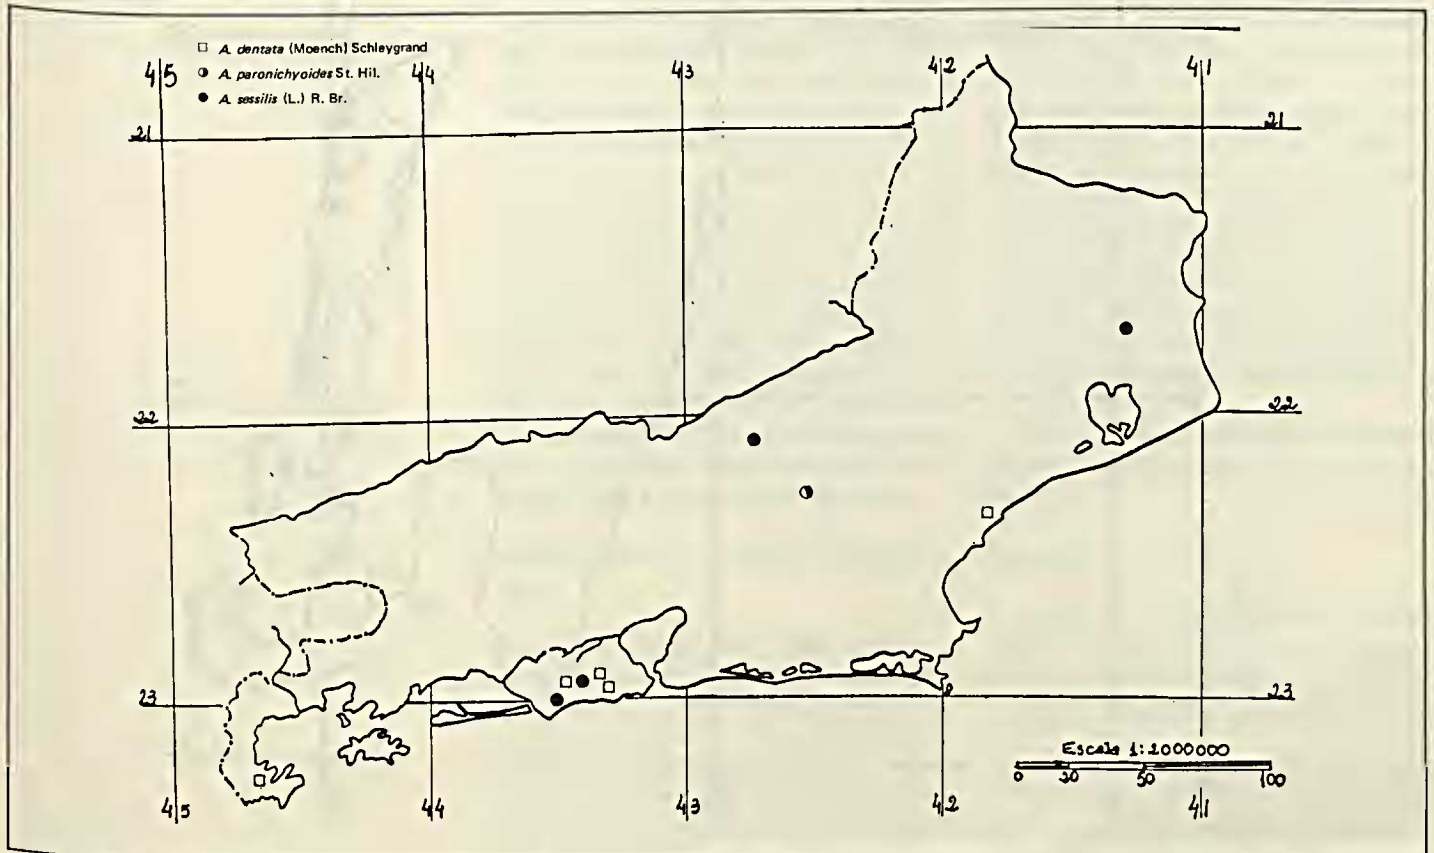 □ A. dentata (Moench) Schleygrand
◑ A. paronichyoides St. Hil.
● A. sessilis (L.) R. Br.
45 44 43 42 41
21 21
22 22
23 23
Escala 1:2000000
0 30 50 100
45 44 43 42 41